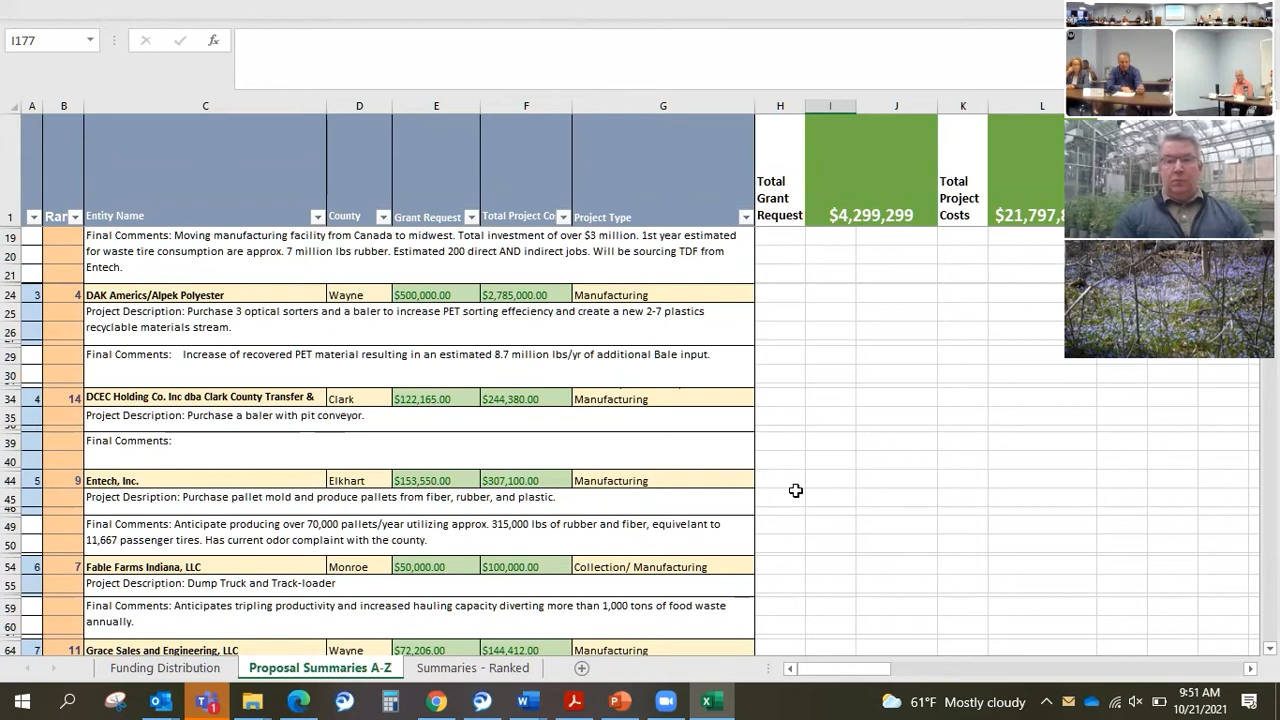 I177
fx
A B C D E F G H I J K L
1 Ran Entity Name County Grant Request Total Project Co Project Type
Total Grant Request
$4,299,299
Total Project Costs
$21,797,8
19 Final Comments: Moving manufacturing facility from Canada to midwest. Total investment of over $3 million. 1st year estimated
20 for waste tire consumption are approx. 7 million lbs rubber. Estimated 200 direct AND indirect jobs. Will be sourcing TDF from
21 Entech.
24 3 4 DAK Americs/Alpek Polyester Wayne $500,000.00 $2,785,000.00 Manufacturing
25 Project Description: Purchase 3 optical sorters and a baler to increase PET sorting effeciency and create a new 2-7 plastics
26 recyclable materials stream.
29 Final Comments: Increase of recovered PET material resulting in an estimated 8.7 million lbs/yr of additional Bale input.
30
34 4 14 DCEC Holding Co. Inc dba Clark County Transfer & Clark $122,165.00 $244,380.00 Manufacturing
35 Project Description: Purchase a baler with pit conveyor.
39 Final Comments:
40
44 5 9 Entech, Inc. Elkhart $153,550.00 $307,100.00 Manufacturing
45 Project Desription: Purchase pallet mold and produce pallets from fiber, rubber, and plastic.
49 Final Comments: Anticipate producing over 70,000 pallets/year utilizing approx. 315,000 lbs of rubber and fiber, equivelant to
50 11,667 passenger tires. Has current odor complaint with the county.
54 6 7 Fable Farms Indiana, LLC Monroe $50,000.00 $100,000.00 Collection/ Manufacturing
55 Project Description: Dump Truck and Track-loader
59 Final Comments: Anticipates tripling productivity and increased hauling capacity diverting more than 1,000 tons of food waste
60 annually.
64 7 11 Grace Sales and Engineering, LLC Wayne $72,206.00 $144,412.00 Manufacturing
Funding Distribution Proposal Summaries A-Z Summaries - Ranked
61°F Mostly cloudy 9:51 AM
10/21/2021